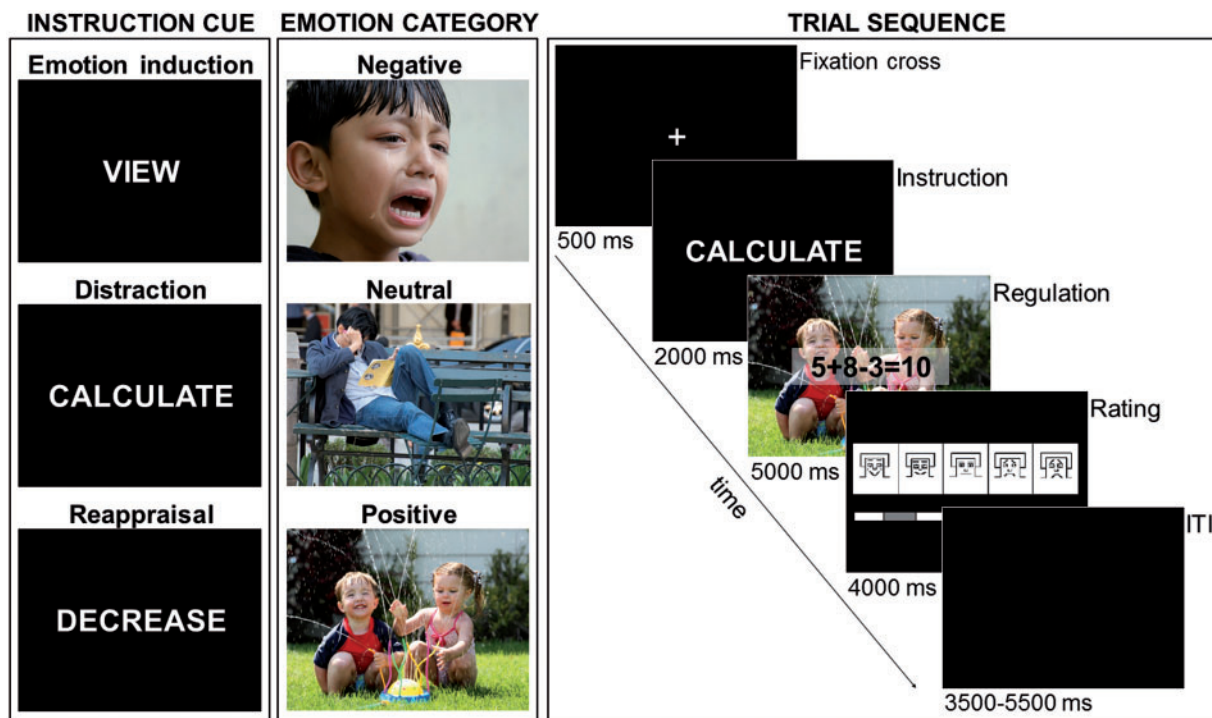 INSTRUCTION CUE
Emotion induction
VIEW
Distraction
CALCULATE
Reappraisal
DECREASE
EMOTION CATEGORY
Negative
Neutral
Positive
TRIAL SEQUENCE
Fixation cross
+
500 ms
Instruction
CALCULATE
2000 ms
Regulation
5+8-3=10
5000 ms
Rating
4000 ms
ITI
3500-5500 ms
time